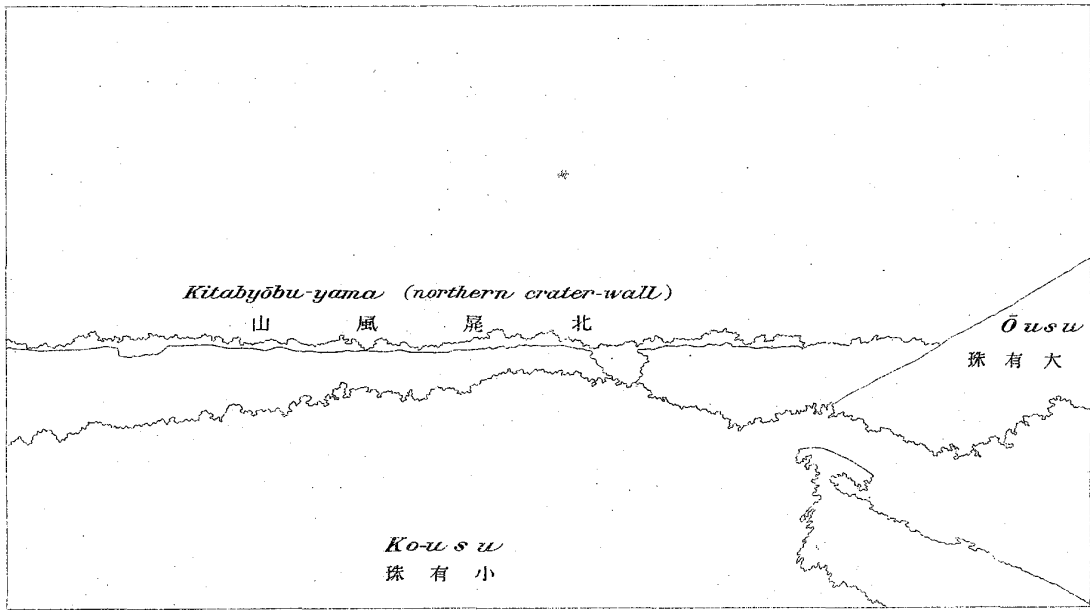 Kitabyōbu-yama (northern crater-wall)
山風屏北
Ōusu
珠有大
Ko-usu
珠有小